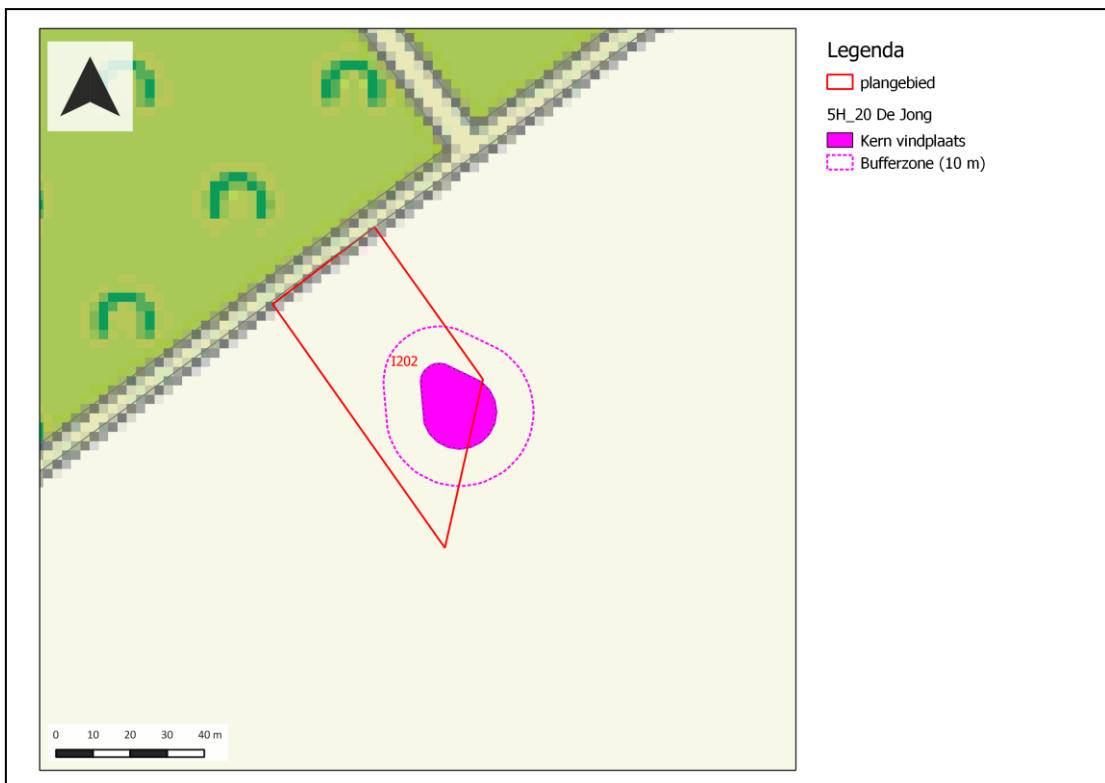 Legenda
plangebied
5H_20 De Jong
Kern vindplaats
Bufferzone (10 m)
I202
0 10 20 30 40 m